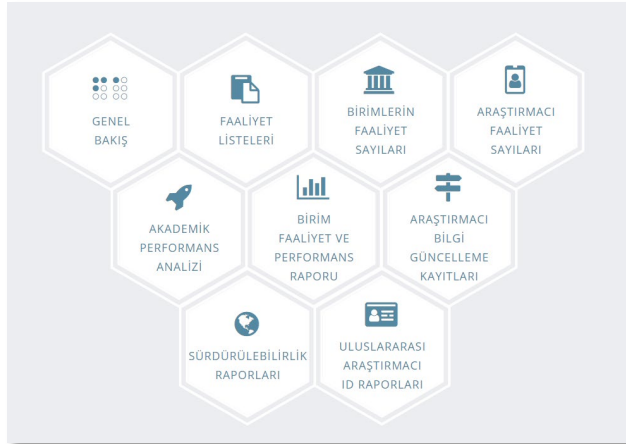 GENEL
BAKIŞ
FAALİYET
LİSTELERİ
BİRİMLERİN
FAALİYET
SAYILARI
ARAŞTIRMACI
FAALİYET
SAYILARI
AKADEMİK
PERFORMANS
ANALİZİ
BİRİM
FAALİYET VE
PERFORMANS
RAPORU
ARAŞTIRMACI
BİLGİ
GÜNCELLEME
KAYITLARI
SÜRDÜRÜLEBİLİRLİK
RAPORLARI
ULUSLARARASI
ARAŞTIRMACI
ID RAPORLARI